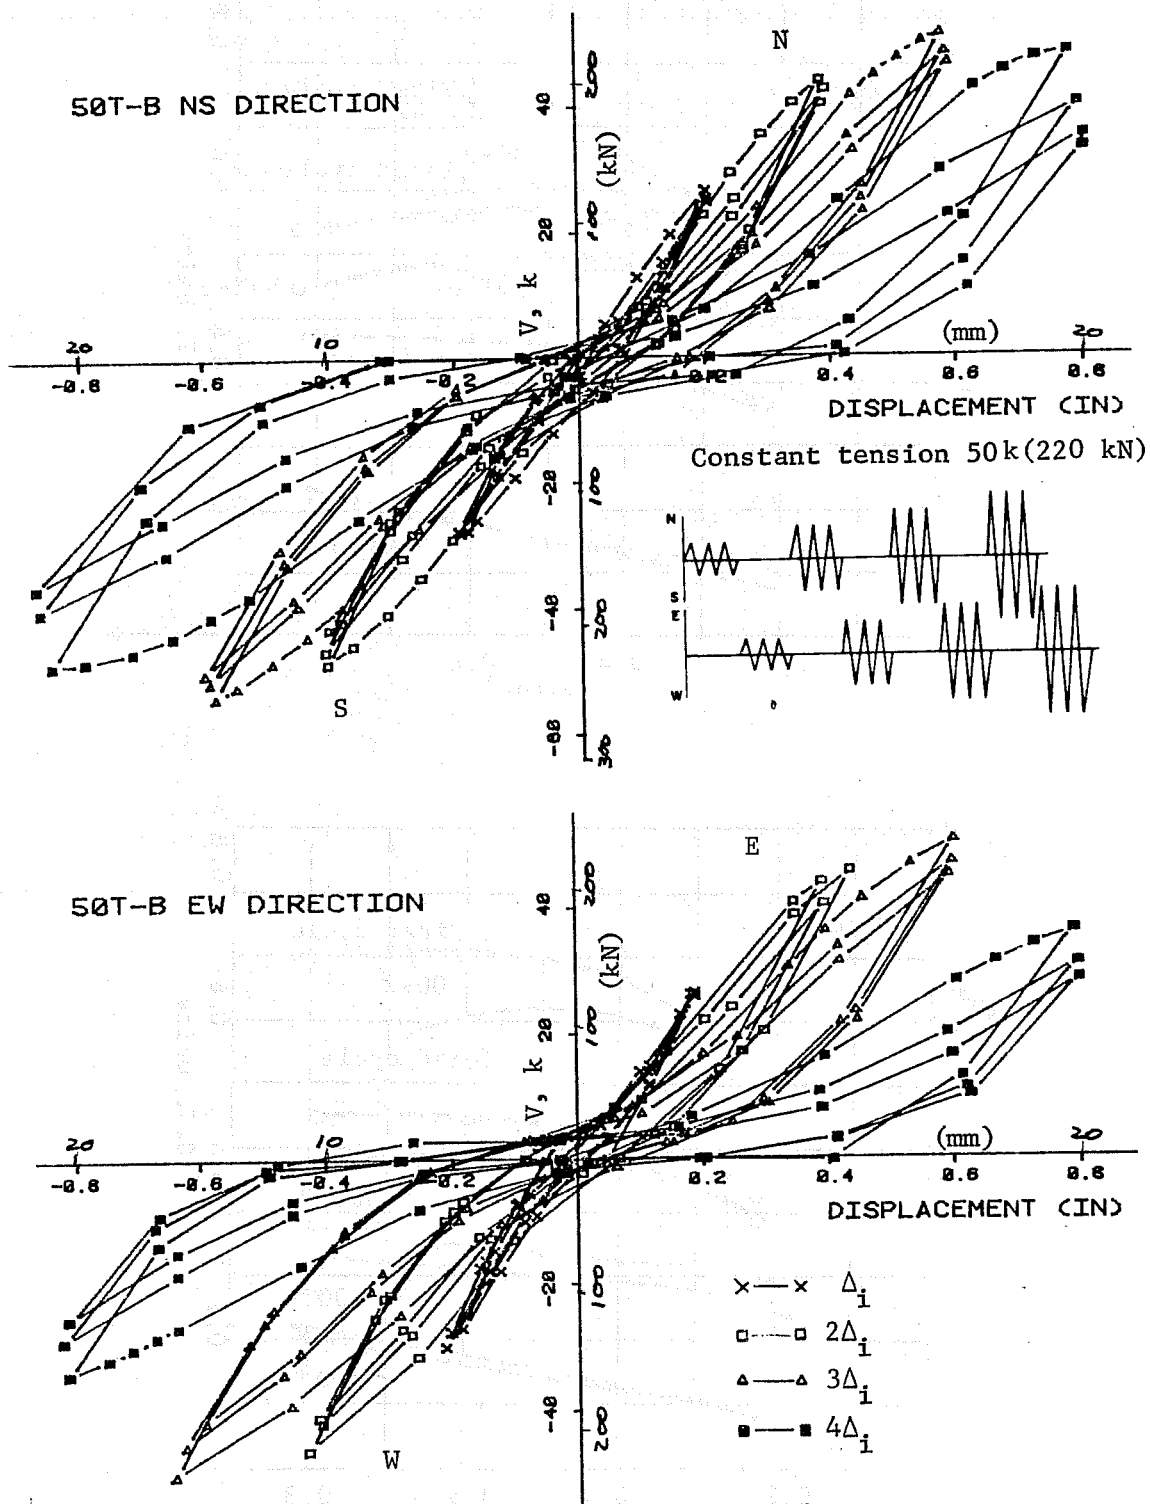 N
50T-B NS DIRECTION
200
40
(kN)
100
20
V, k
(mm)
20
10
20
-0.8
-0.6
-0.4
-0.2
0.2
0.4
0.6
0.8
DISPLACEMENT (IN)
Constant tension 50k(220 kN)
-20
100
N
S
E
W
-40
200
S
-60
300
E
50T-B EW DIRECTION
200
40
(kN)
100
20
V, k
(mm)
20
10
20
-0.8
-0.6
-0.4
-0.2
0.2
0.4
0.6
0.8
DISPLACEMENT (IN)
-20
100
×—× Δi
□---□ 2Δi
△—△ 3Δi
■—■ 4Δi
-40
200
W